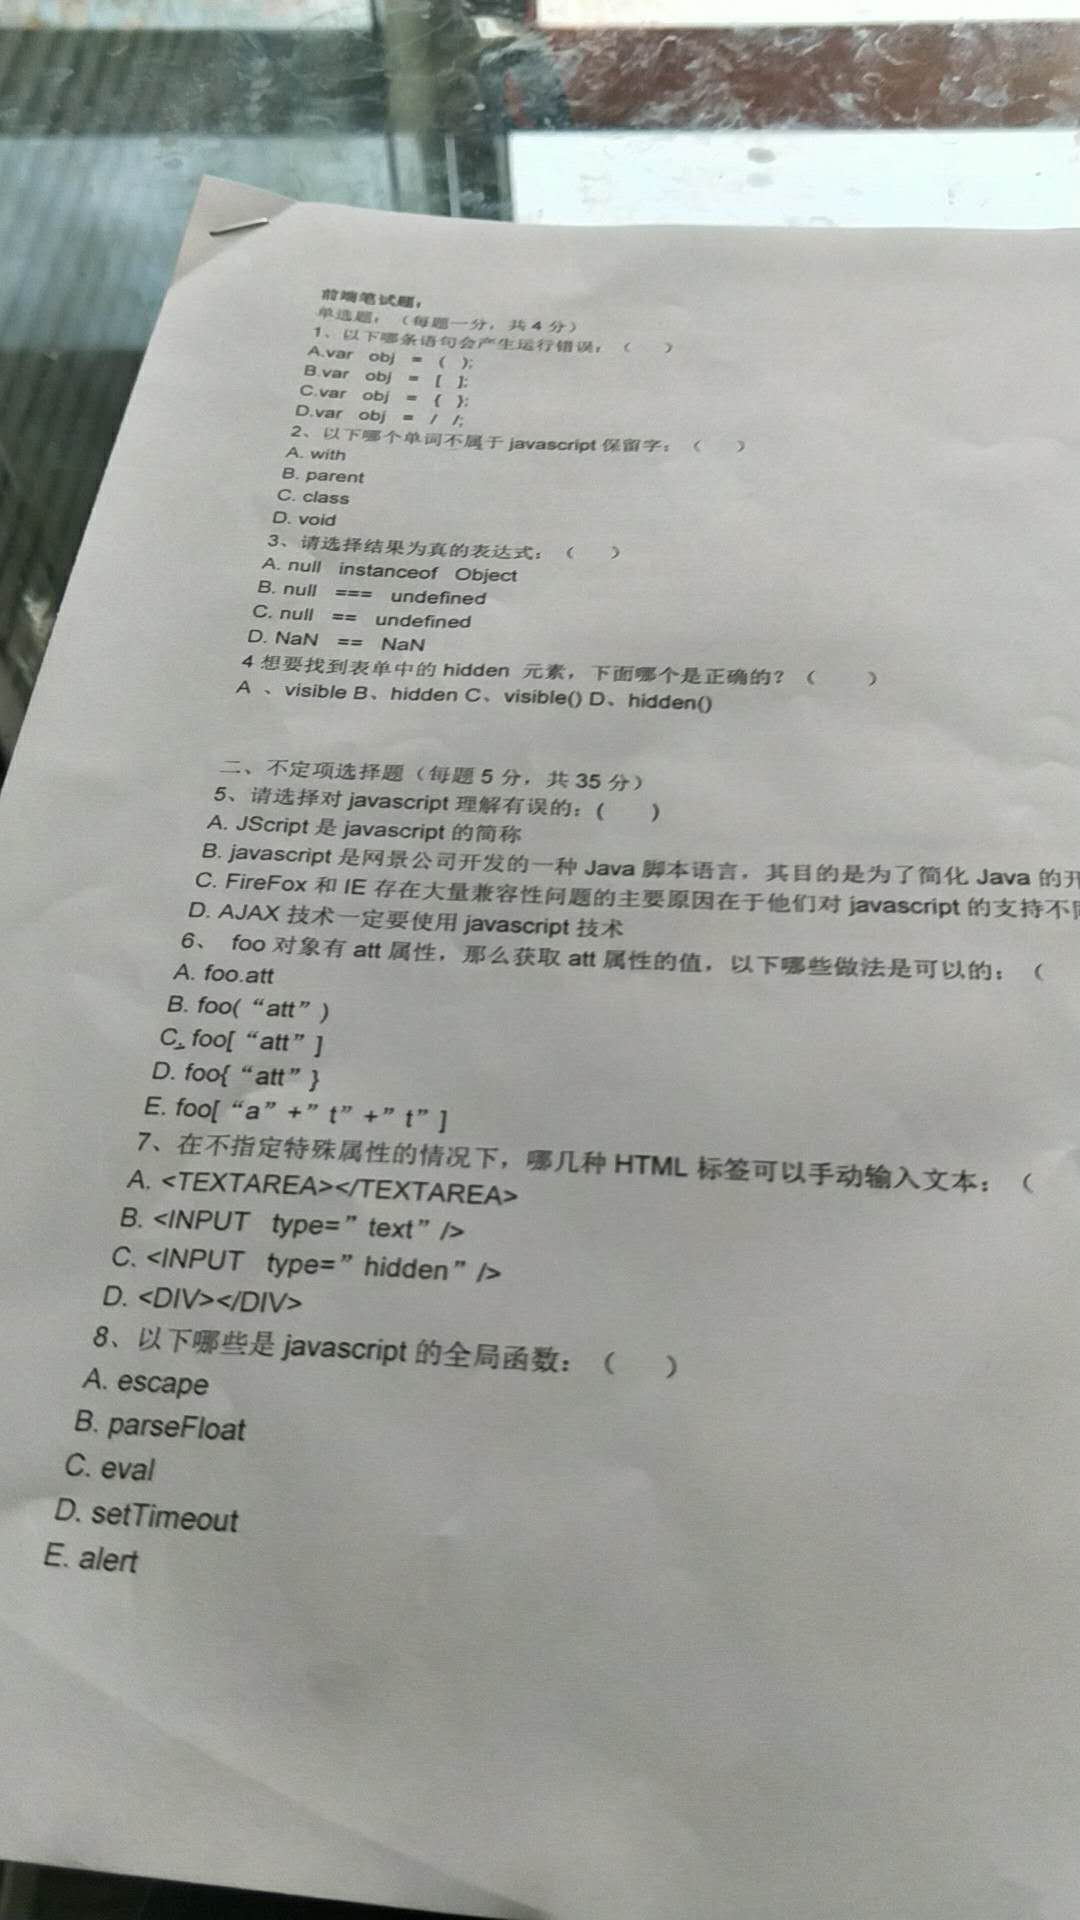 前端笔试题:
单选题:（每题一分，共4分）
1、以下哪条语句会产生运行错误:（ ）
A.var obj = ( );
B.var obj = [ ];
C.var obj = { };
D.var obj = / /;
2、以下哪个单词不属于 javascript 保留字:（ ）
A. with
B. parent
C. class
D. void
3、请选择结果为真的表达式:（ ）
A. null instanceof Object
B. null === undefined
C. null == undefined
D. NaN == NaN
4 想要找到表单中的 hidden 元素，下面哪个是正确的?（ ）
A 、visible B、hidden C、visible() D、hidden()
二、不定项选择题（每题5分，共35分）
5、请选择对 javascript 理解有误的:( )
A. JScript 是 javascript 的简称
B. javascript 是网景公司开发的一种 Java 脚本语言，其目的是为了简化 Java 的开
C. FireFox 和 IE 存在大量兼容性问题的主要原因在于他们对 javascript 的支持不同
D. AJAX 技术一定要使用 javascript 技术
6、 foo 对象有 att 属性，那么获取 att 属性的值，以下哪些做法是可以的:（
A. foo.att
B. foo(“att”)
C. foo[“att”]
D. foo{“att”}
E. foo[“a”+”t”+”t”]
7、在不指定特殊属性的情况下，哪几种 HTML 标签可以手动输入文本:（
A. <TEXTAREA></TEXTAREA>
B. <INPUT type=”text”/>
C. <INPUT type=”hidden”/>
D. <DIV></DIV>
8、以下哪些是 javascript 的全局函数:（ ）
A. escape
B. parseFloat
C. eval
D. setTimeout
E. alert